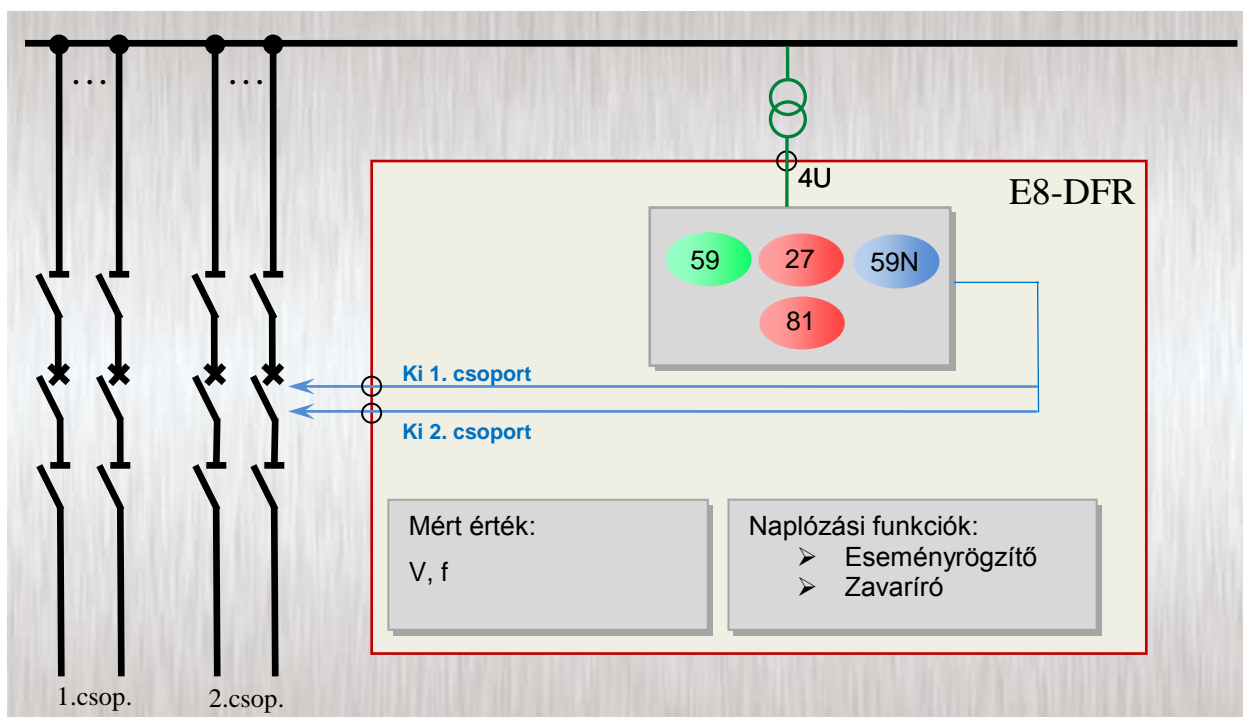 … …
4U
E8-DFR
59 27 59N
81
Ki 1. csoport
Ki 2. csoport
Mért érték:
V, f
Naplózási funkciók:
➢ Eseményrögzítő
➢ Zavaríró
1.csop. 2.csop.